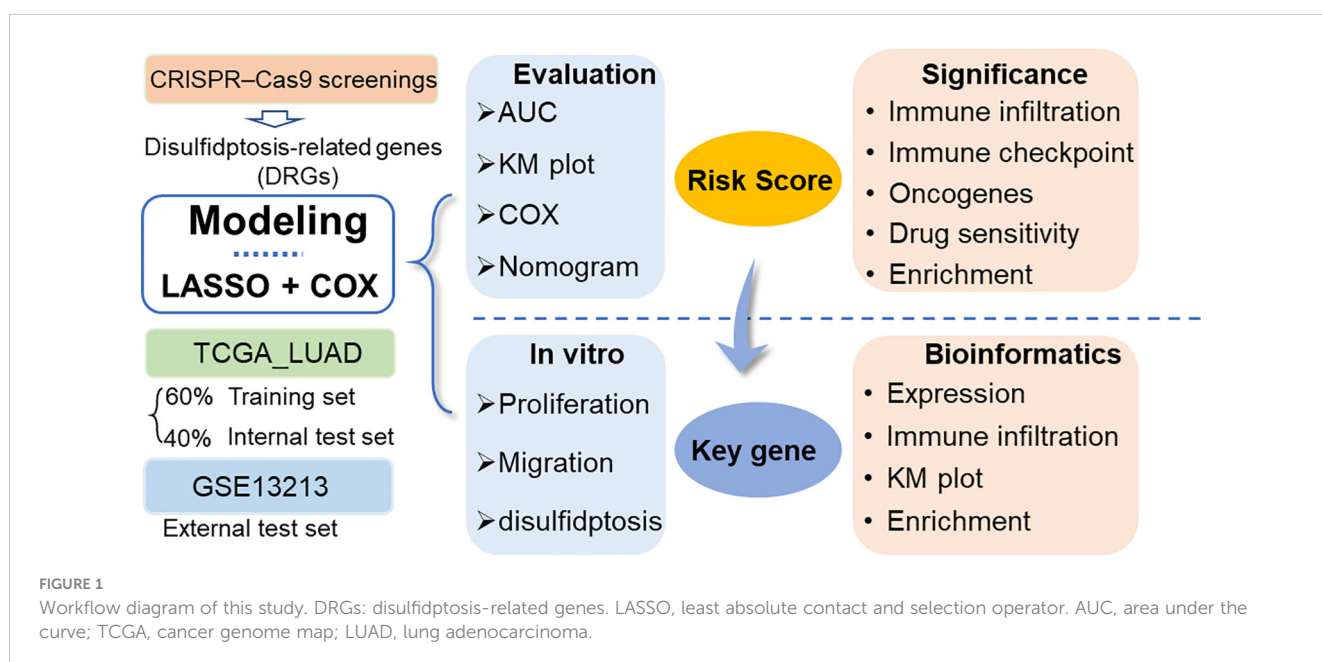 CRISPR–Cas9 screenings
Disulfidptosis-related genes
(DRGs)
Modeling
LASSO + COX
TCGA_LUAD
60% Training set
40% Internal test set
GSE13213
External test set
Evaluation
➢AUC
➢KM plot
➢COX
➢Nomogram
In vitro
➢Proliferation
➢Migration
➢disulfidptosis
Risk Score
Key gene
Significance
• Immune infiltration
• Immune checkpoint
• Oncogenes
• Drug sensitivity
• Enrichment
Bioinformatics
• Expression
• Immune infiltration
• KM plot
• Enrichment
FIGURE 1
Workflow diagram of this study. DRGs: disulfidptosis-related genes. LASSO, least absolute contact and selection operator. AUC, area under the
curve; TCGA, cancer genome map; LUAD, lung adenocarcinoma.